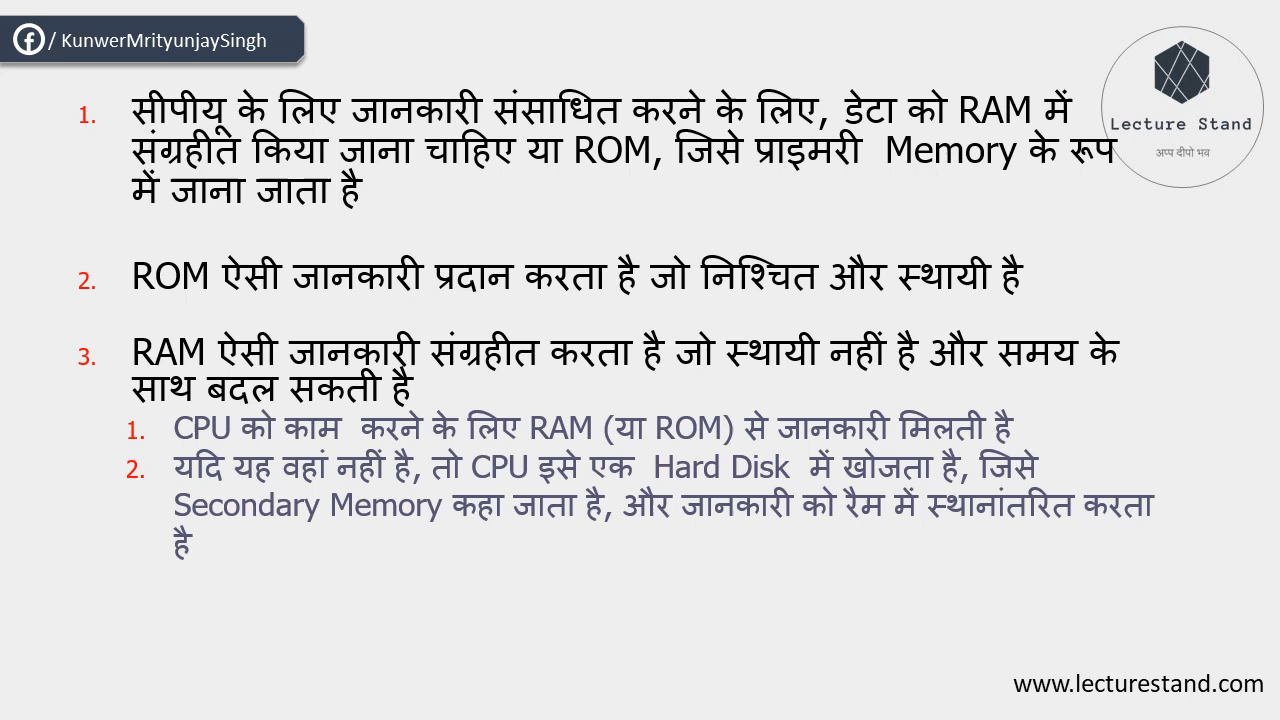 / KunwerMrityunjaySingh
Lecture Stand
अप्प दीपो भव
1. सीपीयू के लिए जानकारी संसाधित करने के लिए, डेटा को RAM में
संग्रहीत किया जाना चाहिए या ROM, जिसे प्राइमरी Memory के रूप
में जाना जाता है
2. ROM ऐसी जानकारी प्रदान करता है जो निश्चित और स्थायी है
3. RAM ऐसी जानकारी संग्रहीत करता है जो स्थायी नहीं है और समय के
साथ बदल सकती है
1. CPU को काम करने के लिए RAM (या ROM) से जानकारी मिलती है
2. यदि यह वहां नहीं है, तो CPU इसे एक Hard Disk में खोजता है, जिसे
Secondary Memory कहा जाता है, और जानकारी को रैम में स्थानांतरित करता
है
www.lecturestand.com